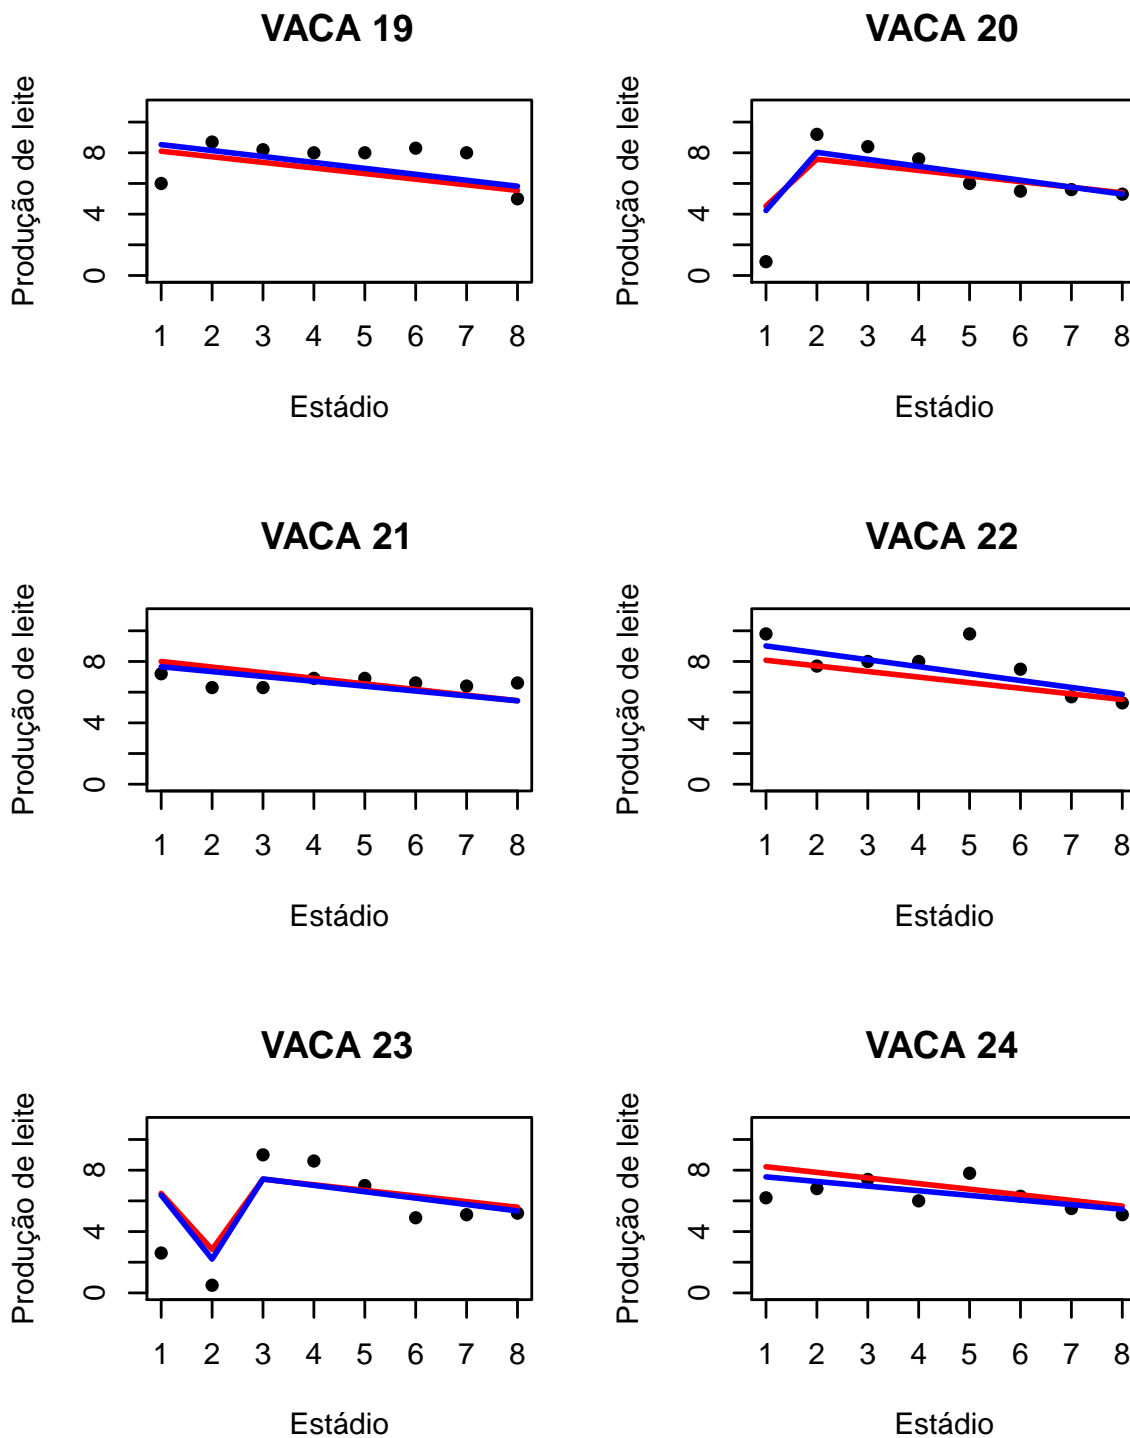 VACA 19
Produção de leite
0 4 8
1 2 3 4 5 6 7 8
Estádio
VACA 20
Produção de leite
0 4 8
1 2 3 4 5 6 7 8
Estádio
VACA 21
Produção de leite
0 4 8
1 2 3 4 5 6 7 8
Estádio
VACA 22
Produção de leite
0 4 8
1 2 3 4 5 6 7 8
Estádio
VACA 23
Produção de leite
0 4 8
1 2 3 4 5 6 7 8
Estádio
VACA 24
Produção de leite
0 4 8
1 2 3 4 5 6 7 8
Estádio